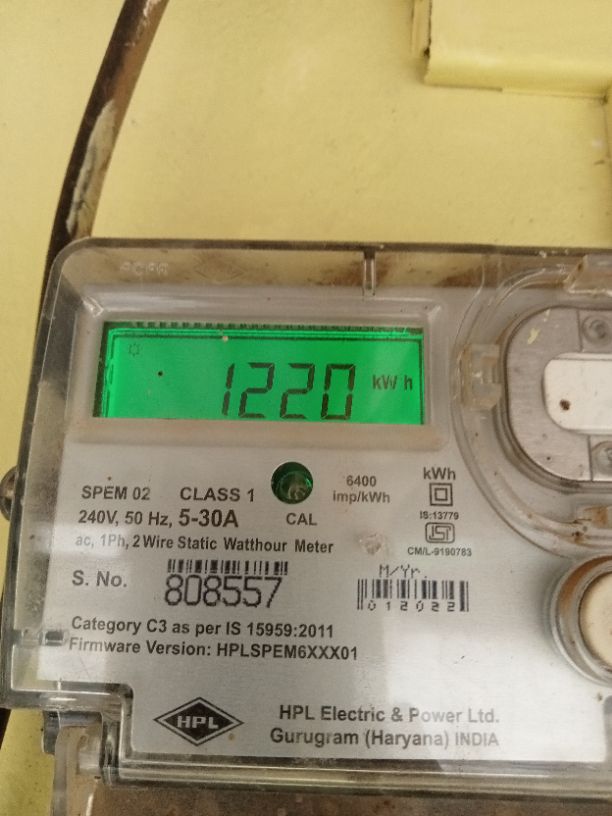 1220 kWh
SPEM 02 CLASS 1
6400 imp/kWh
kWh
240V, 50 Hz, 5-30A
CAL
IS:13779
ac, 1Ph, 2 Wire Static Watthour Meter
CM/L-9190783
S. No. 808557
M/Yr.
012022
Category C3 as per IS 15959:2011
Firmware Version: HPLSPEM6XXX01
HPL
HPL Electric & Power Ltd.
Gurugram (Haryana) INDIA